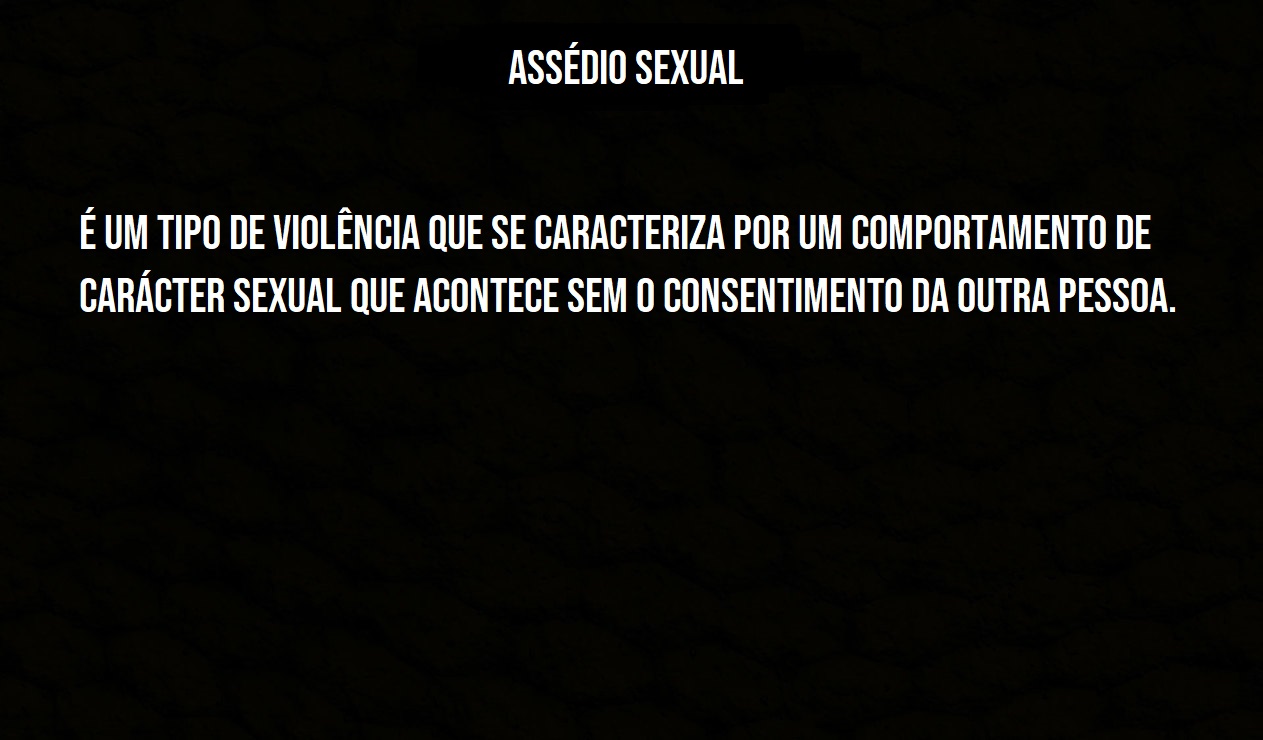 ASSÉDIO SEXUAL
É UM TIPO DE VIOLÊNCIA QUE SE CARACTERIZA POR UM COMPORTAMENTO DE
CARÁCTER SEXUAL QUE ACONTECE SEM O CONSENTIMENTO DA OUTRA PESSOA.